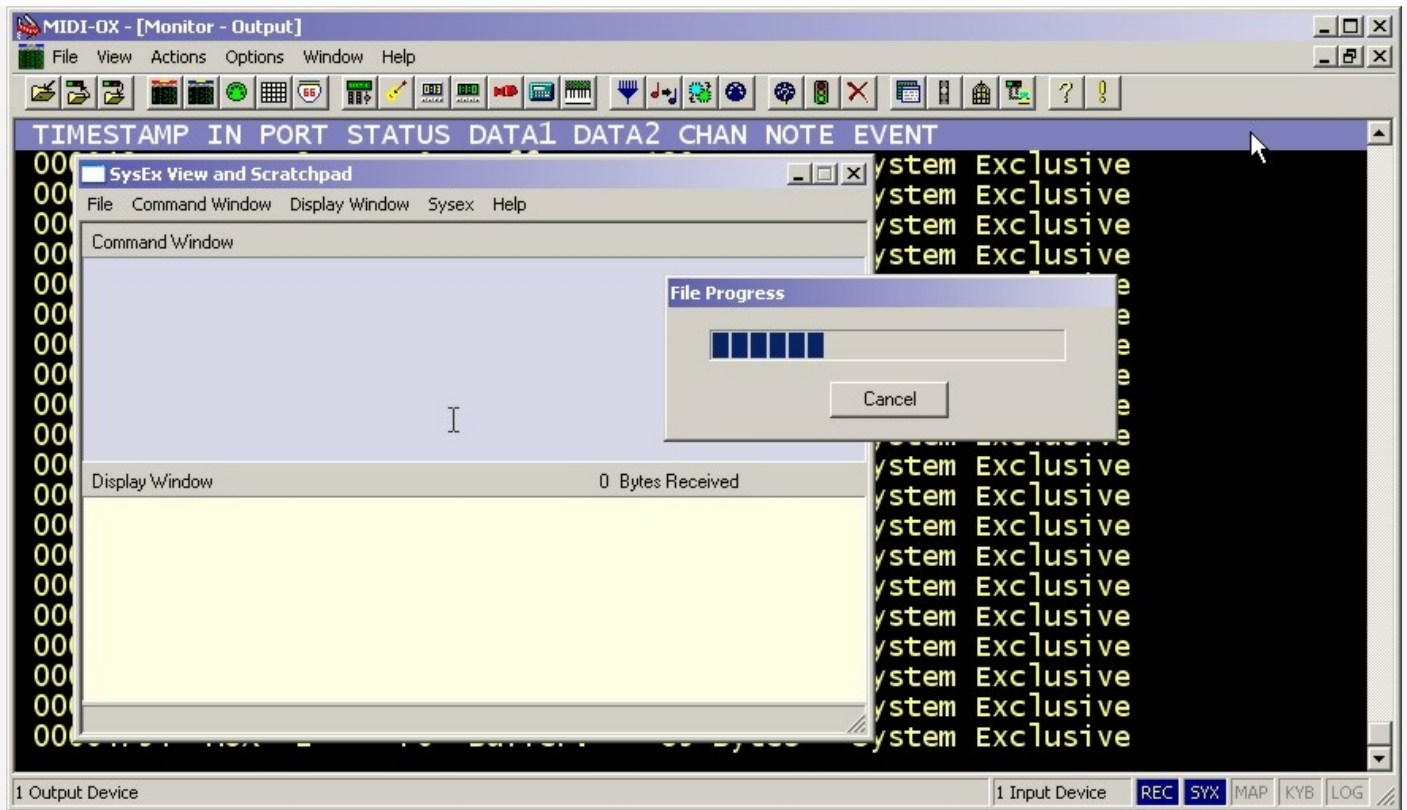 MIDI-OX - [Monitor - Output]
File View Actions Options Window Help
66
TIMESTAMP IN PORT STATUS DATA1 DATA2 CHAN NOTE EVENT
SysEx View and Scratchpad
File Command Window Display Window Sysex Help
Command Window
File Progress
Cancel
Display Window 0 Bytes Received
ystem Exclusive
ystem Exclusive
ystem Exclusive
ystem Exclusive
ystem Exclusive
ystem Exclusive
ystem Exclusive
ystem Exclusive
ystem Exclusive
ystem Exclusive
ystem Exclusive
ystem Exclusive
ystem Exclusive
System Exclusive
1 Output Device 1 Input Device REC SYX MAP KYB LOG